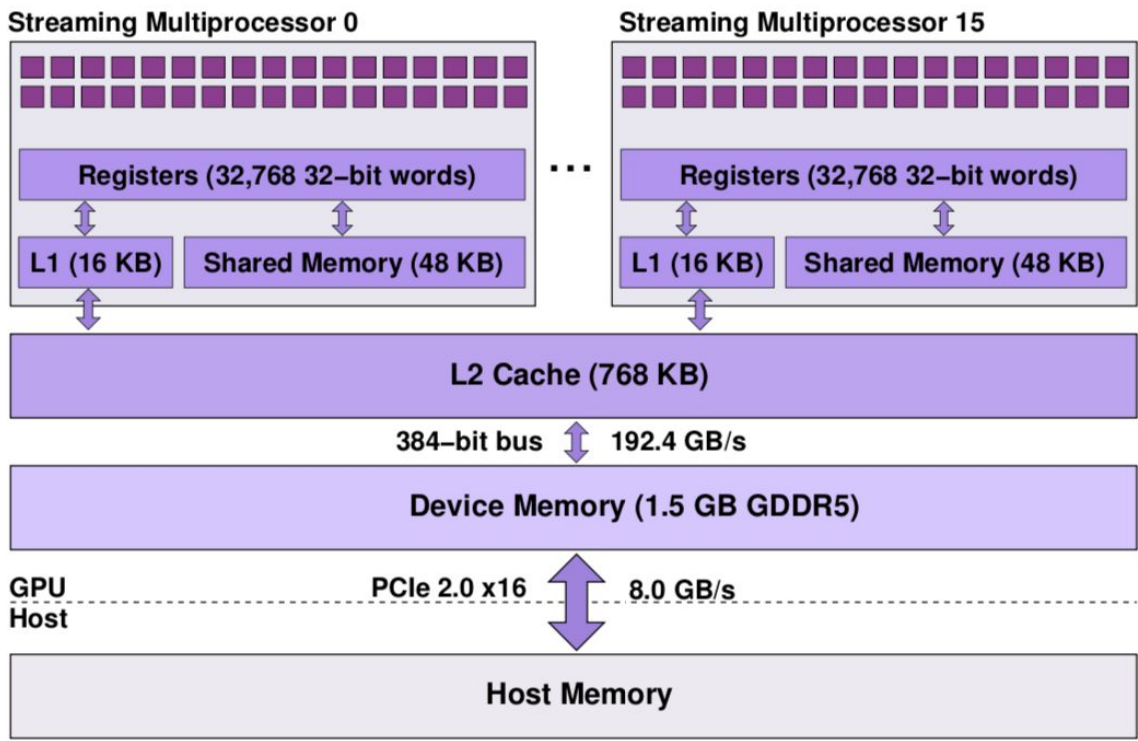 Streaming Multiprocessor 0
Streaming Multiprocessor 15
Registers (32,768 32−bit words)
...
Registers (32,768 32−bit words)
L1 (16 KB)
Shared Memory (48 KB)
L1 (16 KB)
Shared Memory (48 KB)
L2 Cache (768 KB)
384−bit bus
192.4 GB/s
Device Memory (1.5 GB GDDR5)
GPU
PCIe 2.0 x16
8.0 GB/s
Host
Host Memory